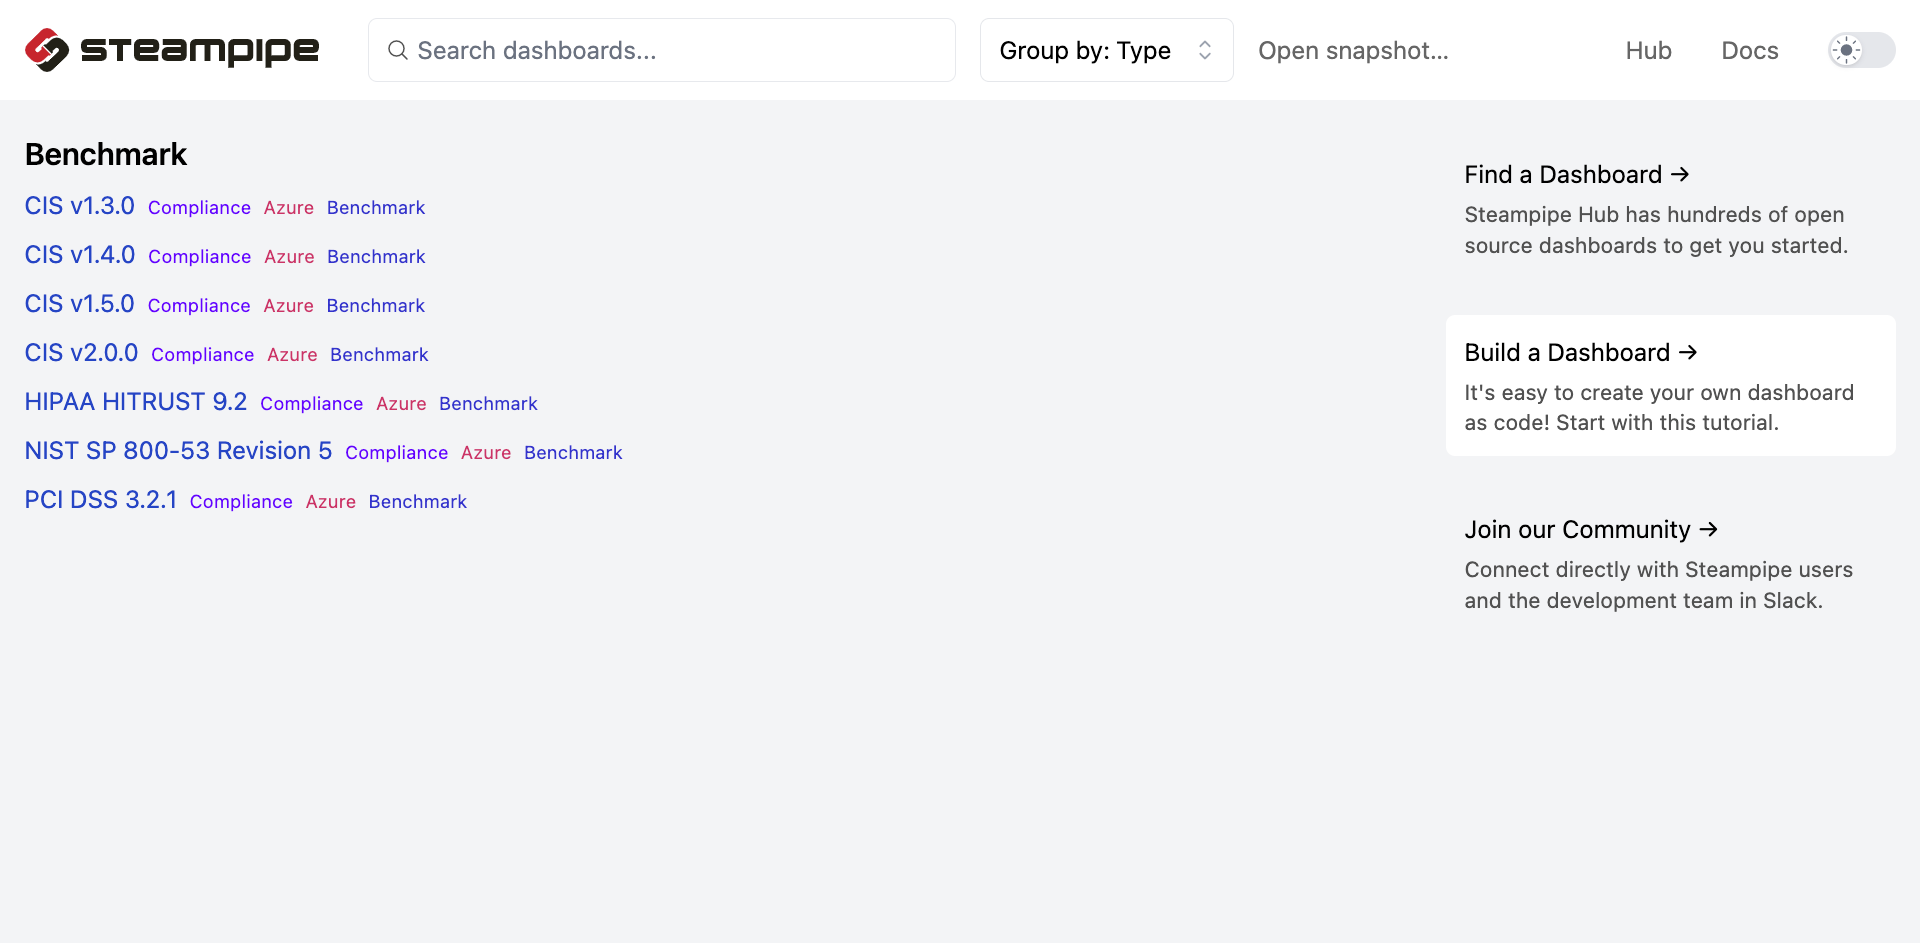 steampipe
Search dashboards...
Group by: Type
Open snapshot...
Hub
Docs
Benchmark
CIS v1.3.0 Compliance Azure Benchmark
CIS v1.4.0 Compliance Azure Benchmark
CIS v1.5.0 Compliance Azure Benchmark
CIS v2.0.0 Compliance Azure Benchmark
HIPAA HITRUST 9.2 Compliance Azure Benchmark
NIST SP 800-53 Revision 5 Compliance Azure Benchmark
PCI DSS 3.2.1 Compliance Azure Benchmark
Find a Dashboard →
Steampipe Hub has hundreds of open
source dashboards to get you started.
Build a Dashboard →
It's easy to create your own dashboard
as code! Start with this tutorial.
Join our Community →
Connect directly with Steampipe users
and the development team in Slack.